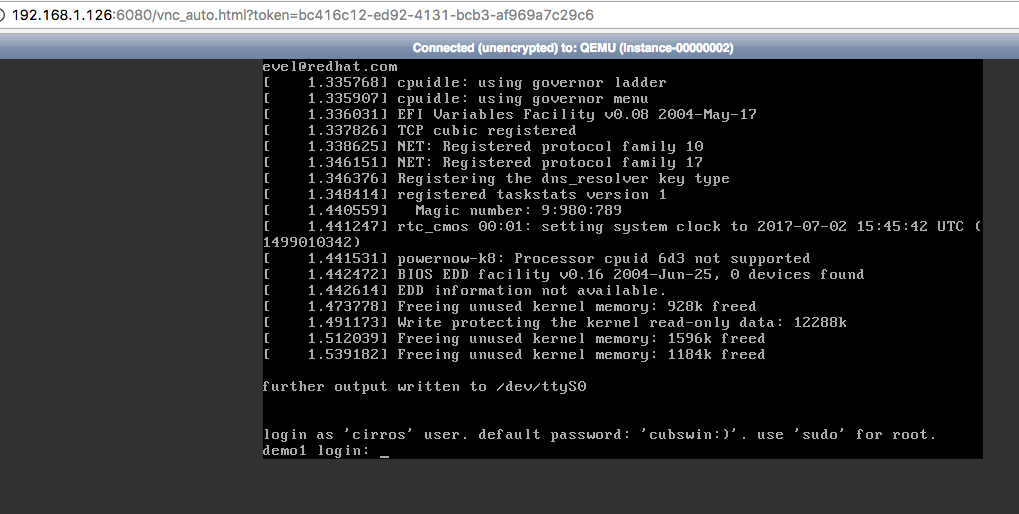 192.168.1.126:6080/vnc_auto.html?token=bc416c12-ed92-4131-bcb3-af969a7c29c6
Connected (unencrypted) to: QEMU (instance-00000002)
evel@redhat.com
[    1.335768] cpuidle: using governor ladder
[    1.335907] cpuidle: using governor menu
[    1.336031] EFI Variables Facility v0.08 2004-May-17
[    1.337826] TCP cubic registered
[    1.338625] NET: Registered protocol family 10
[    1.346151] NET: Registered protocol family 17
[    1.346376] Registering the dns_resolver key type
[    1.348414] registered taskstats version 1
[    1.440559]   Magic number: 9:980:789
[    1.441247] rtc_cmos 00:01: setting system clock to 2017-07-02 15:45:42 UTC (
1499010342)
[    1.441531] powernow-k8: Processor cpuid 6d3 not supported
[    1.442472] BIOS EDD facility v0.16 2004-Jun-25, 0 devices found
[    1.442614] EDD information not available.
[    1.473778] Freeing unused kernel memory: 928k freed
[    1.491173] Write protecting the kernel read-only data: 12288k
[    1.512039] Freeing unused kernel memory: 1596k freed
[    1.539182] Freeing unused kernel memory: 1184k freed
further output written to /dev/ttyS0
login as 'cirros' user. default password: 'cubswin:)'. use 'sudo' for root.
demo1 login: _